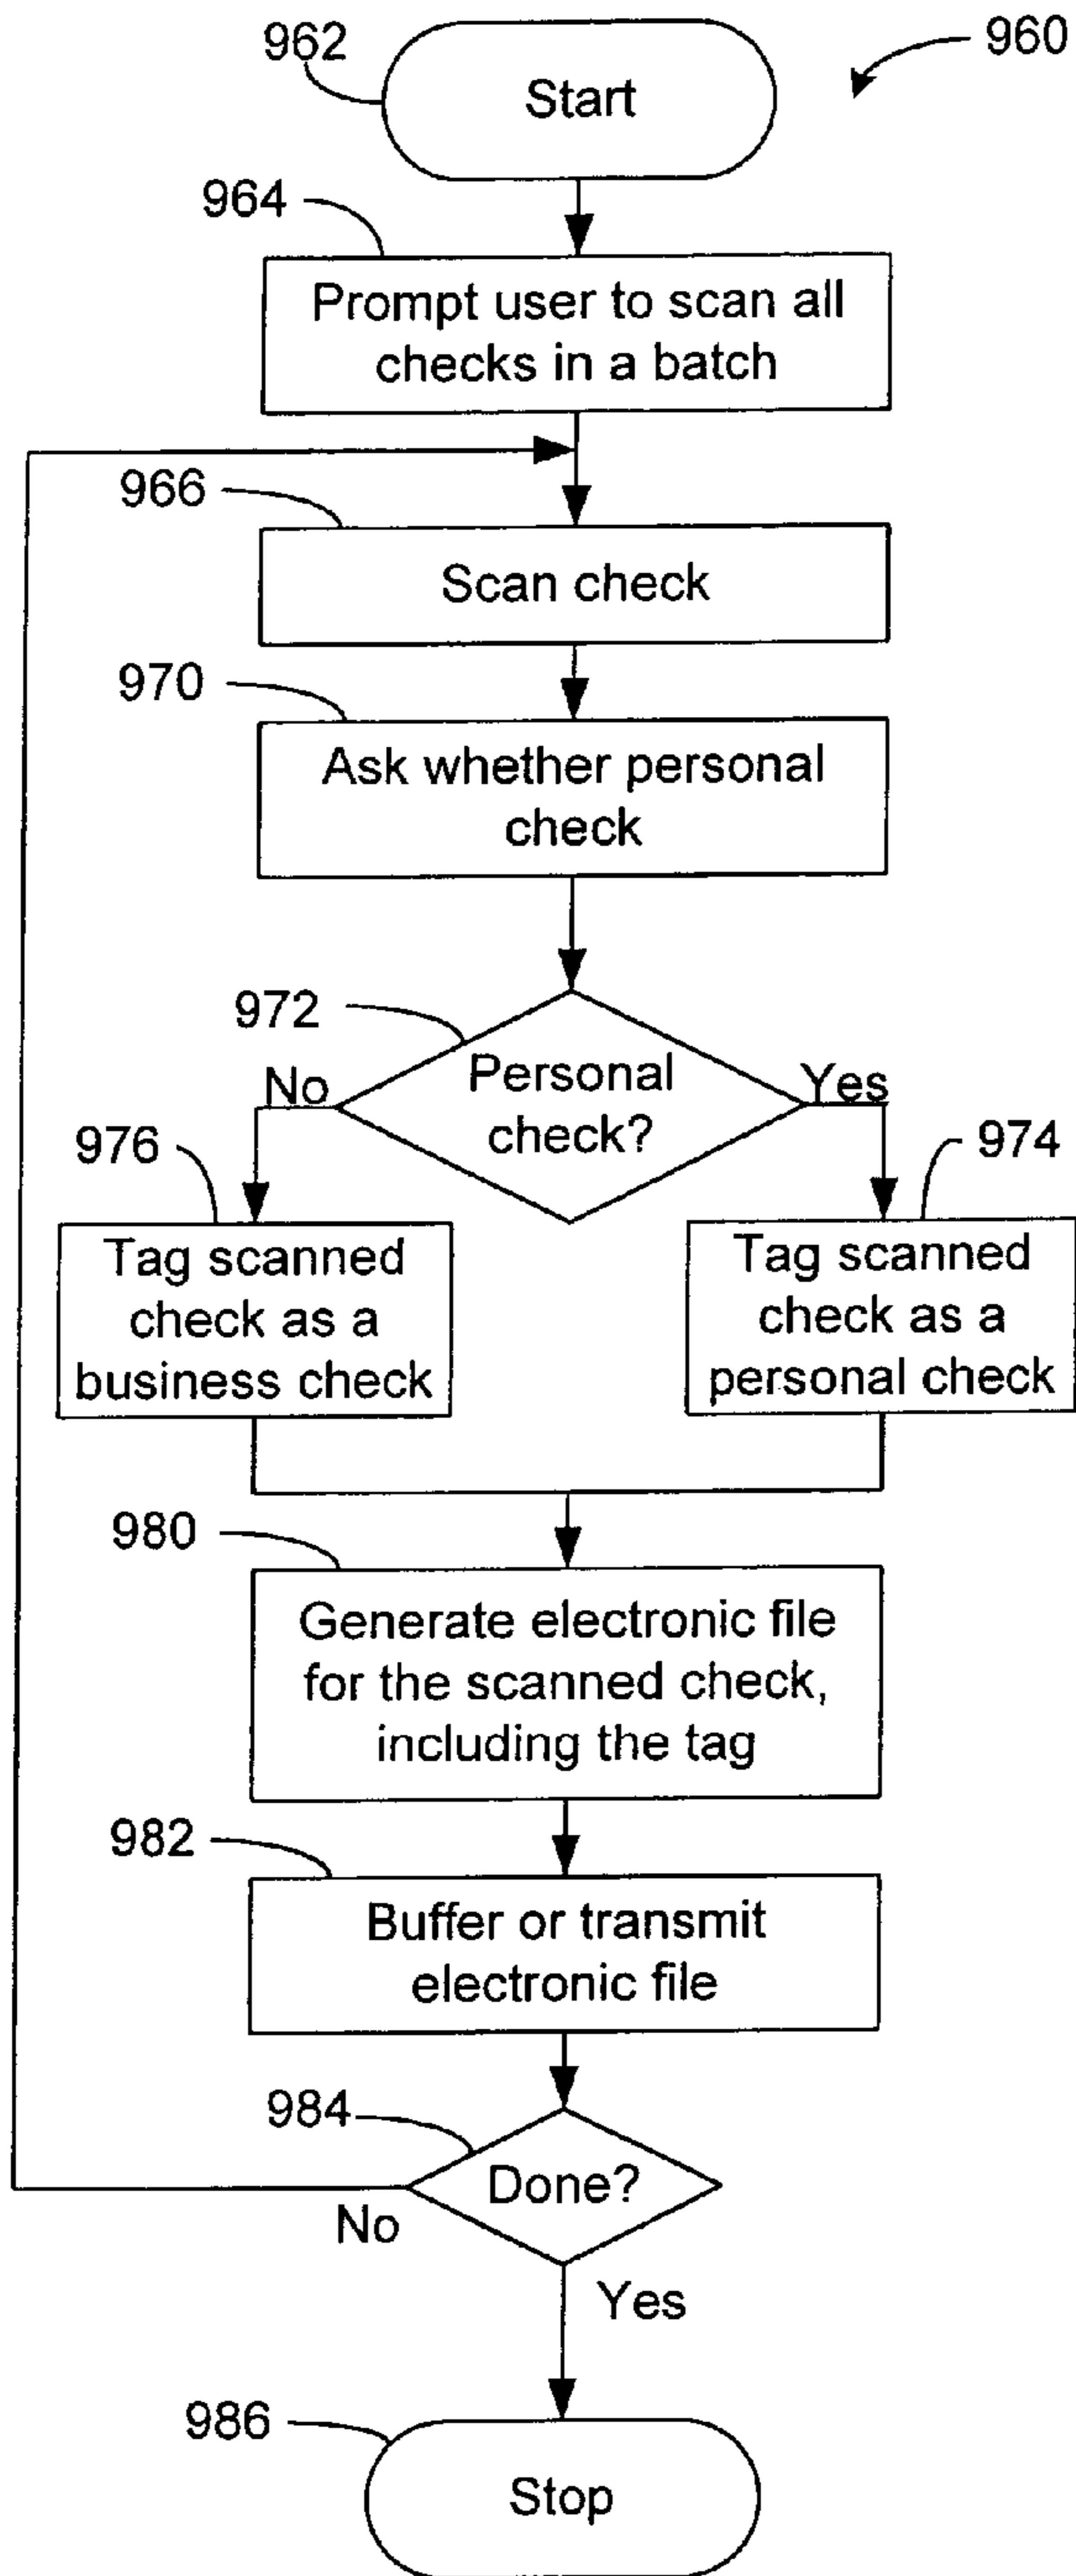 962
960
Start
964
Prompt user to scan all
checks in a batch
966
Scan check
970
Ask whether personal
check
972
Personal
check?
No
Yes
976
974
Tag scanned
check as a
business check
Tag scanned
check as a
personal check
980
Generate electronic file
for the scanned check,
including the tag
982
Buffer or transmit
electronic file
984
Done?
No
Yes
986
Stop